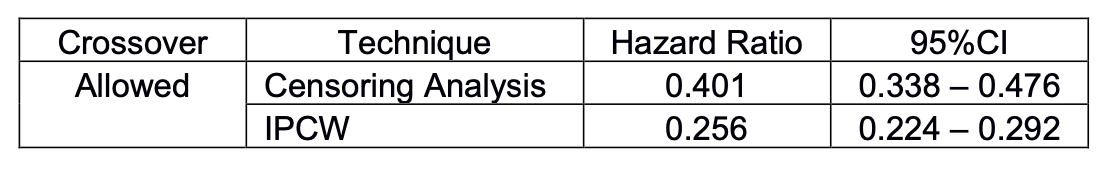 Crossover Technique Hazard Ratio 95%CI
Allowed Censoring Analysis 0.401 0.338 – 0.476
IPCW 0.256 0.224 – 0.292